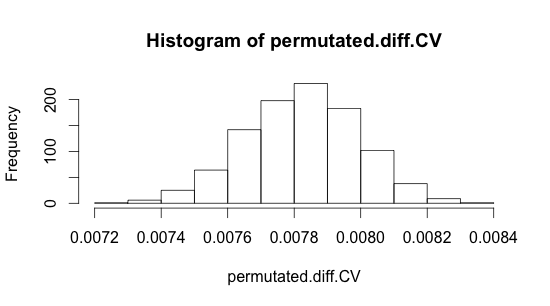 Histogram of permutated.diff.CV
Frequency
200
100
0
0.0072 0.0074 0.0076 0.0078 0.0080 0.0082 0.0084
permutated.diff.CV